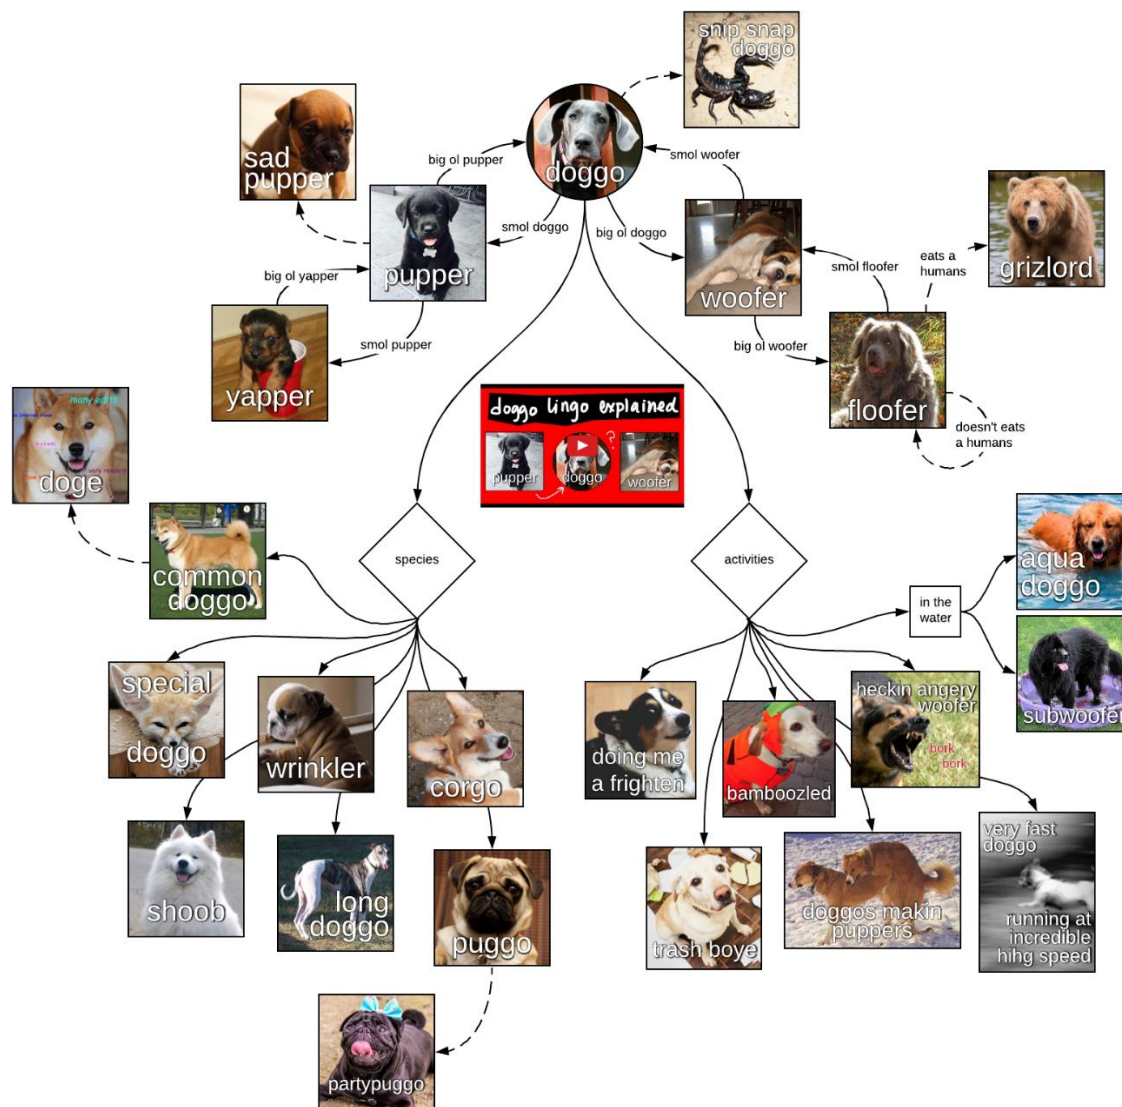 snip snap
doggo
doggo
sad
pupper
big ol pupper
smol woofer
smol doggo
big ol doggo
pupper
woofer
grizlord
eats a
humans
smol floofer
big ol yapper
smol pupper
big ol woofer
yapper
floofer
doesn't eats
a humans
doggo lingo explained
?
pupper
doggo
woofer
many earts
doge
common
doggo
species
activities
in the
water
aqua
doggo
subwoofer
special
doggo
wrinkler
corgo
doing me
a frighten
bamboozled
heckin angery
woofer
bork
bork
shoob
long
doggo
puggo
trash boye
doggos makin
puppers
very fast
doggo
running at
incredible
hihg speed
partypuggo